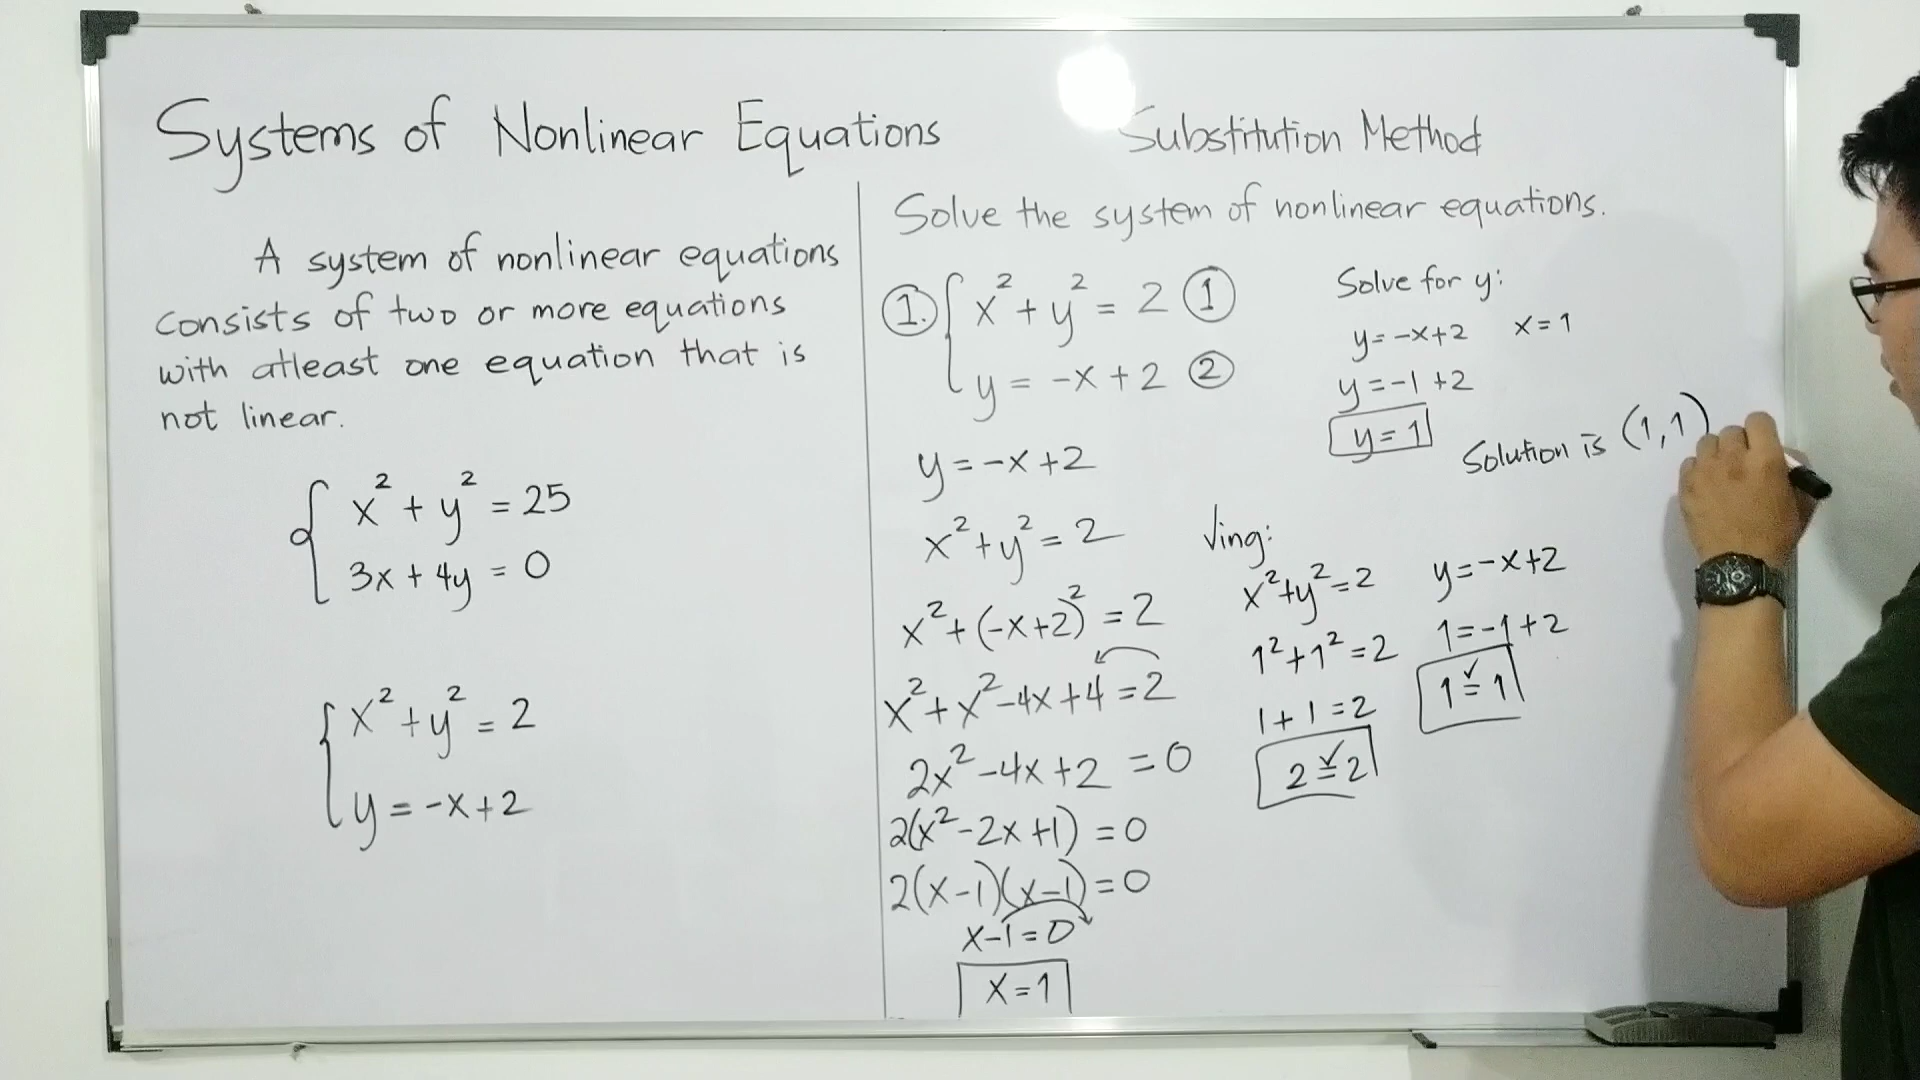 Systems of Nonlinear Equations
A system of nonlinear equations
consists of two or more equations
with atleast one equation that is
not linear.
x² + y² = 25
3x + 4y = 0
x² + y² = 2
y = -x + 2
Substitution Method
Solve the system of nonlinear equations.
1. x² + y² = 2 1
y = -x + 2 2
y = -x + 2
x² + y² = 2
x² + (-x+2)² = 2
x² + x² - 4x + 4 = 2
2x² - 4x + 2 = 0
2(x² - 2x + 1) = 0
2(x-1)(x-1) = 0
x-1 = 0
x = 1
Solve for y:
y = -x+2 x = 1
y = -1 + 2
y = 1
Solution is (1,1)
√ing:
x² + y² = 2 y = -x+2
1² + 1² = 2 1 = -1 + 2
1 + 1 = 2 1 = 1 ✓
2 = 2 ✓